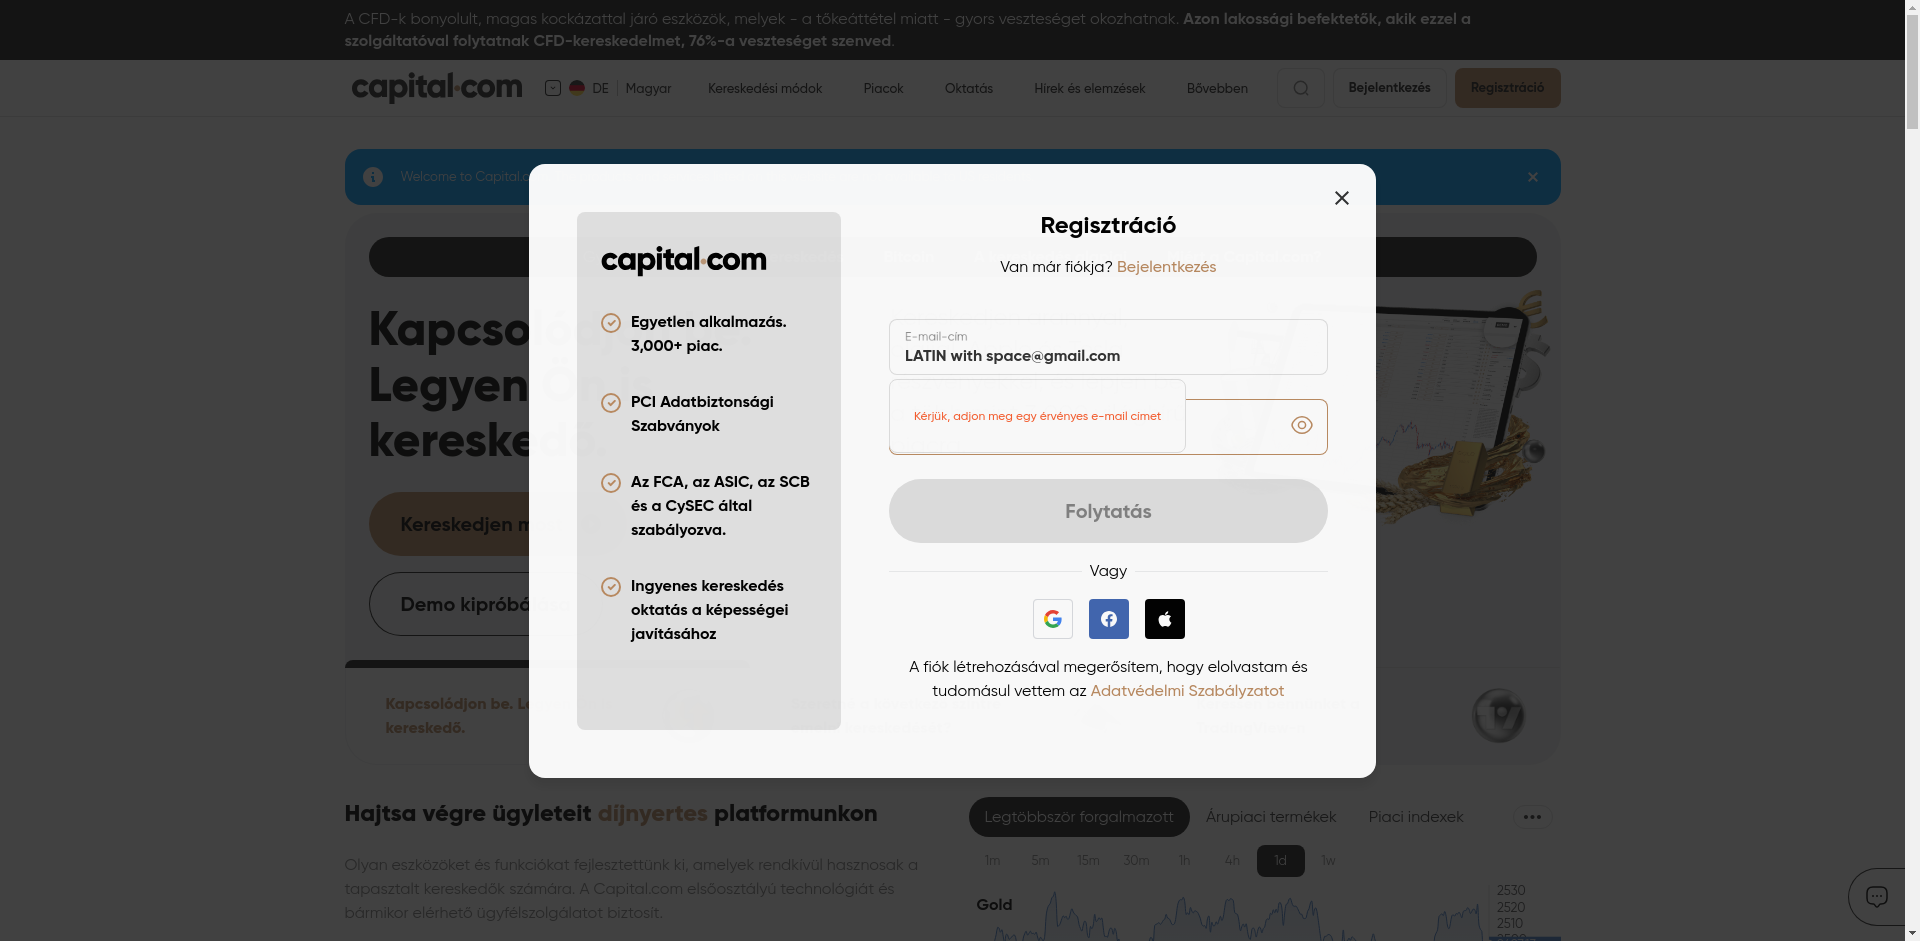 A CFD-k bonyolult, magas kockázattal járó eszközök, melyek - a tőkeáttétel miatt - gyors veszteséget okozhatnak. Azon lakossági befektetők, akik ezzel a
szolgáltatóval folytatnak CFD-kereskedelmet, 76%-a veszteséget szenved.
capital.com
DE Magyar
Kereskedési módok
Piacok
Oktatás
Hírek és elemzések
Bővebben
Bejelentkezés
Regisztráció
Welcome to Capital.c
Regisztráció
Van már fiókja? Bejelentkezés
capital.com
Egyetlen alkalmazás.
3,000+ piac.
PCI Adatbiztonsági
Szabványok
Az FCA, az ASIC, az SCB
és a CySEC által
szabályozva.
Ingyenes kereskedés
oktatás a képességei
javításához
E-mail-cím
LATIN with space@gmail.com
Kérjük, adjon meg egy érvényes e-mail címet
Folytatás
Vagy
A fiók létrehozásával megerősítem, hogy elolvastam és
tudomásul vettem az Adatvédelmi Szabályzatot
Kapcsolódjon be.
Legyen Ön is
kereskedő.
Kereskedjen m
Demo kipróbál
Kapcsolódjon be. Le
kereskedő.
Hajtsa végre ügyleteit díjnyertes platformunkon
Olyan eszközöket és funkciókat fejlesztettünk ki, amelyek rendkívül hasznosak a
tapasztalt kereskedők számára. A Capital.com elsőosztályú technológiát és
bármikor elérhető ügyfélszolgálatot biztosít.
Legtöbbször forgalmazott
Árupiaci termékek
Piaci indexek
1m 5m 15m 30m 1h 4h 1d 1w
Gold
2530
2520
2510